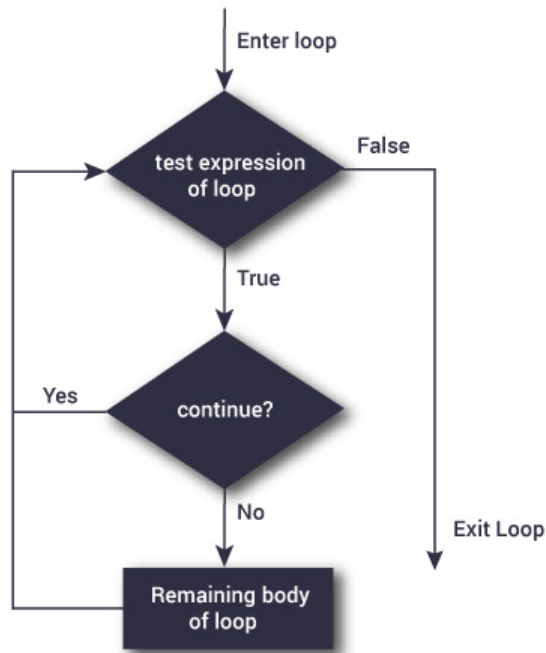 Enter loop
test expression
of loop
False
True
Yes
continue?
No
Exit Loop
Remaining body
of loop